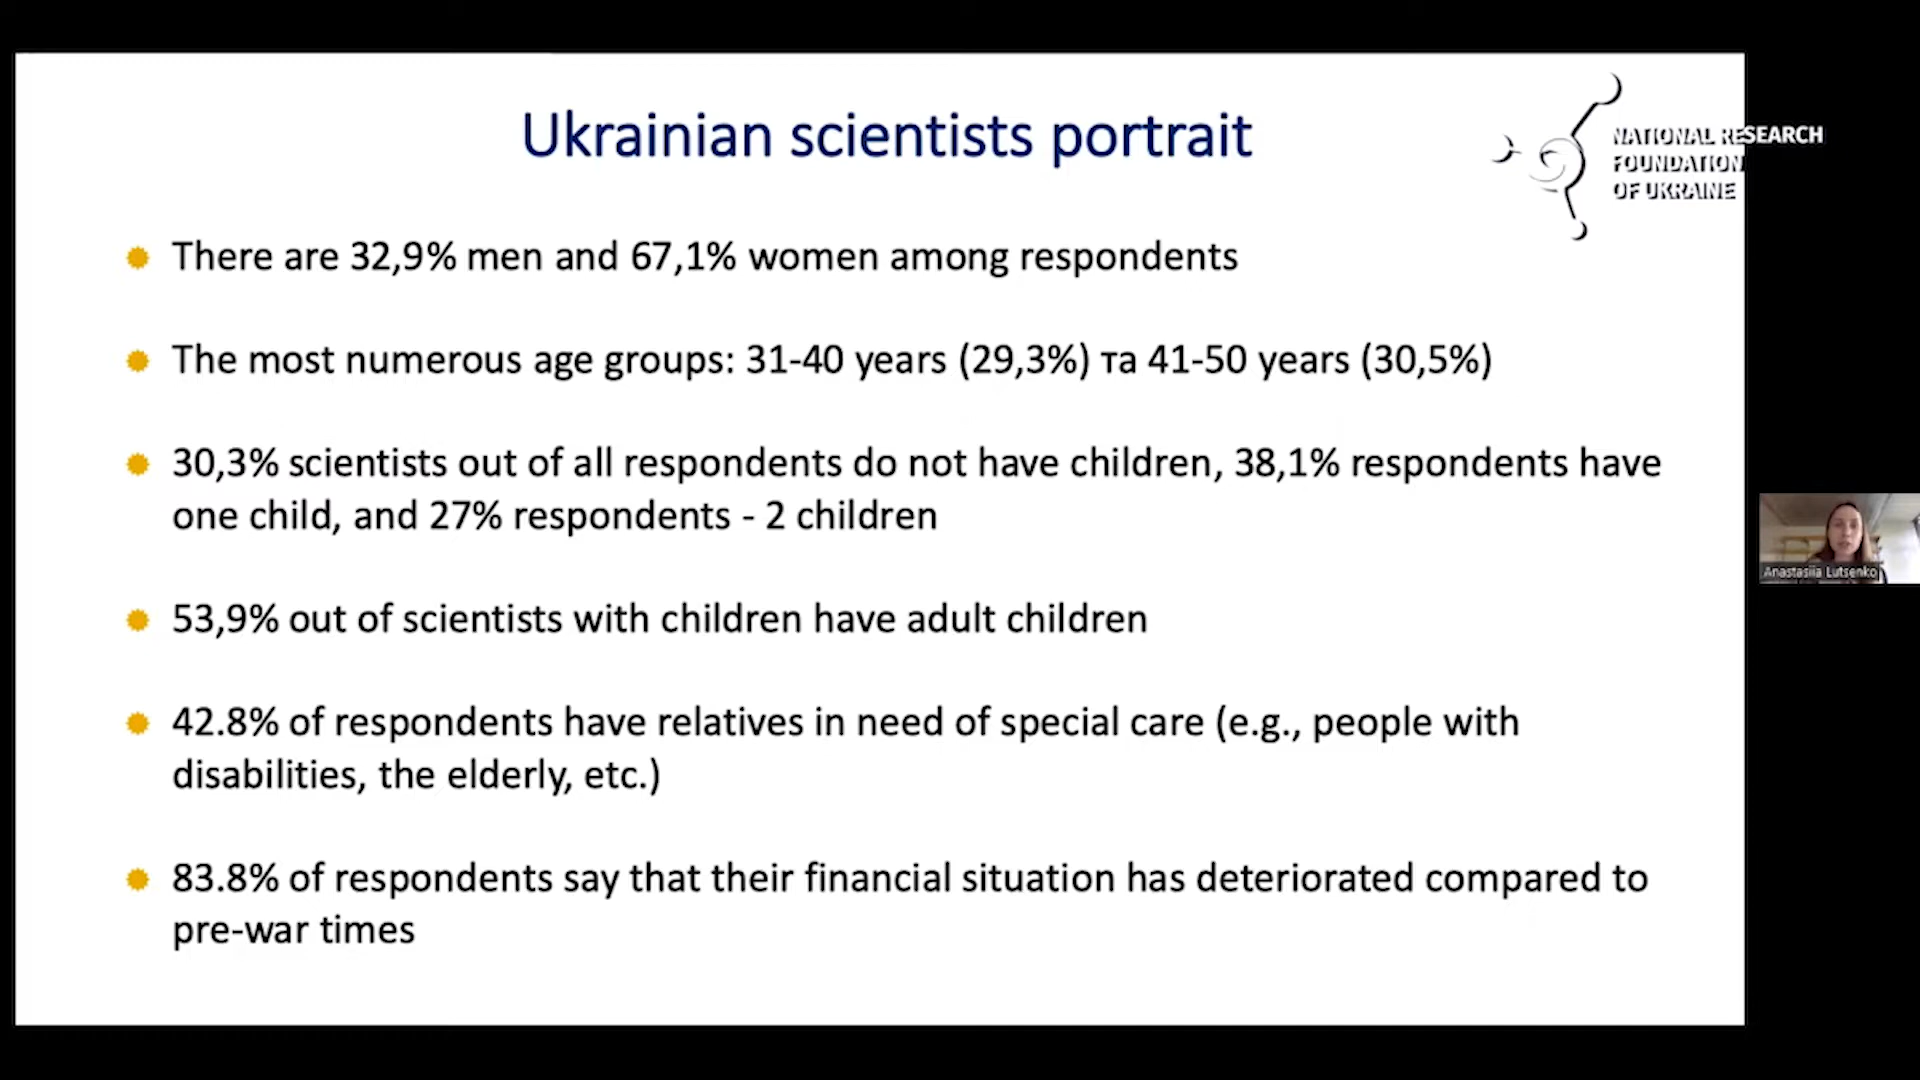 Ukrainian scientists portrait
NATIONAL RESEARCH
FOUNDATION
OF UKRAINE
There are 32,9% men and 67,1% women among respondents
The most numerous age groups: 31-40 years (29,3%) та 41-50 years (30,5%)
30,3% scientists out of all respondents do not have children, 38,1% respondents have
one child, and 27% respondents - 2 children
53,9% out of scientists with children have adult children
42.8% of respondents have relatives in need of special care (e.g., people with
disabilities, the elderly, etc.)
83.8% of respondents say that their financial situation has deteriorated compared to
pre-war times
Anastasiia Lutsenko